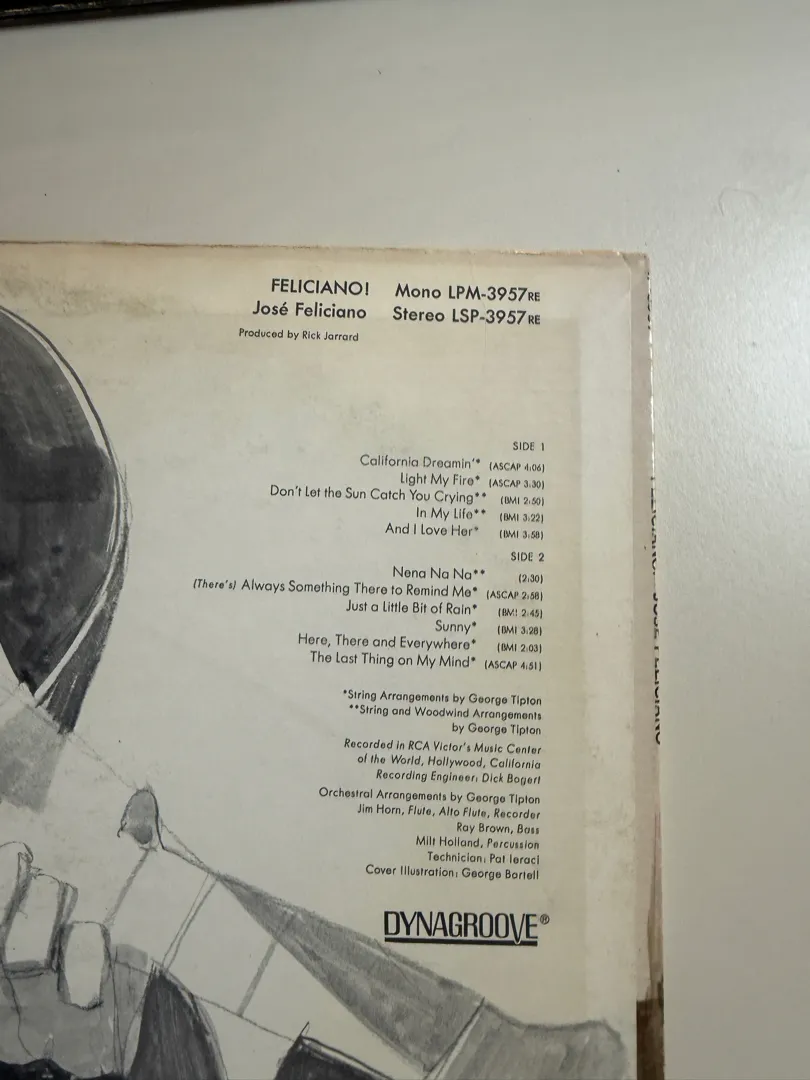 FELICIANO! Mono LPM-3957RE
José Feliciano Stereo LSP-3957RE
Produced by Rick Jarrard
SIDE 1
California Dreamin'* (ASCAP 4:06)
Light My Fire* (ASCAP 3:30)
Don't Let the Sun Catch You Crying** (BMI 2:50)
In My Life** (BMI 3:22)
And I Love Her* (BMI 3:58)
SIDE 2
Nena Na Na** (2:30)
(There's) Always Something There to Remind Me* (ASCAP 2:58)
Just a Little Bit of Rain* (BMI 2:45)
Sunny* (BMI 3:28)
Here, There and Everywhere* (BMI 2:03)
The Last Thing on My Mind* (ASCAP 4:51)
*String Arrangements by George Tipton
**String and Woodwind Arrangements
by George Tipton
Recorded in RCA Victor's Music Center
of the World, Hollywood, California
Recording Engineer: Dick Bogert
Orchestral Arrangements by George Tipton
Jim Horn, Flute, Alto Flute, Recorder
Ray Brown, Bass
Milt Holland, Percussion
Technician: Pat Ieraci
Cover Illustration: George Bartell
DYNAGROOVE®
FELICIANO! JOSÉ FELICIANO